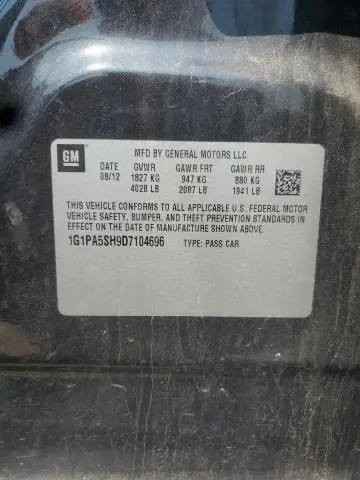 GM
MFD BY GENERAL MOTORS LLC
DATE GVWR GAWR FRT GAWR RR
08/12 1827 KG 947 KG 880 KG
4028 LB 2087 LB 1941 LB
THIS VEHICLE CONFORMS TO ALL APPLICABLE U.S. FEDERAL MOTOR
VEHICLE SAFETY, BUMPER, AND THEFT PREVENTION STANDARDS
IN EFFECT ON THE DATE OF MANUFACTURE SHOWN ABOVE.
1G1PA5SH9D7104696 TYPE: PASS CAR